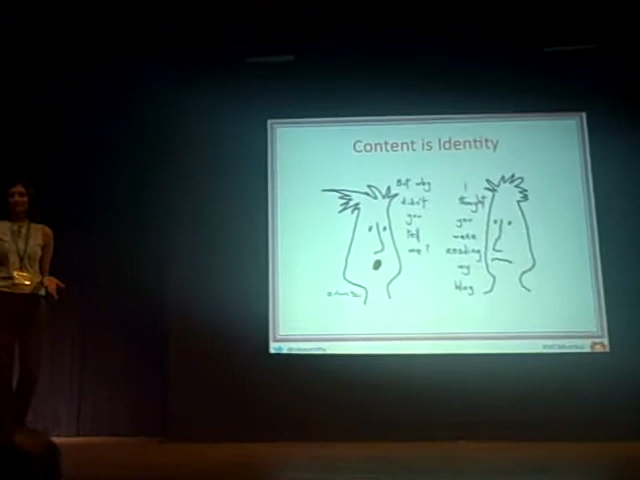 Content is Identity
But why
didn't
you
tell
me?
I
thought
you
were
reading
my
blog